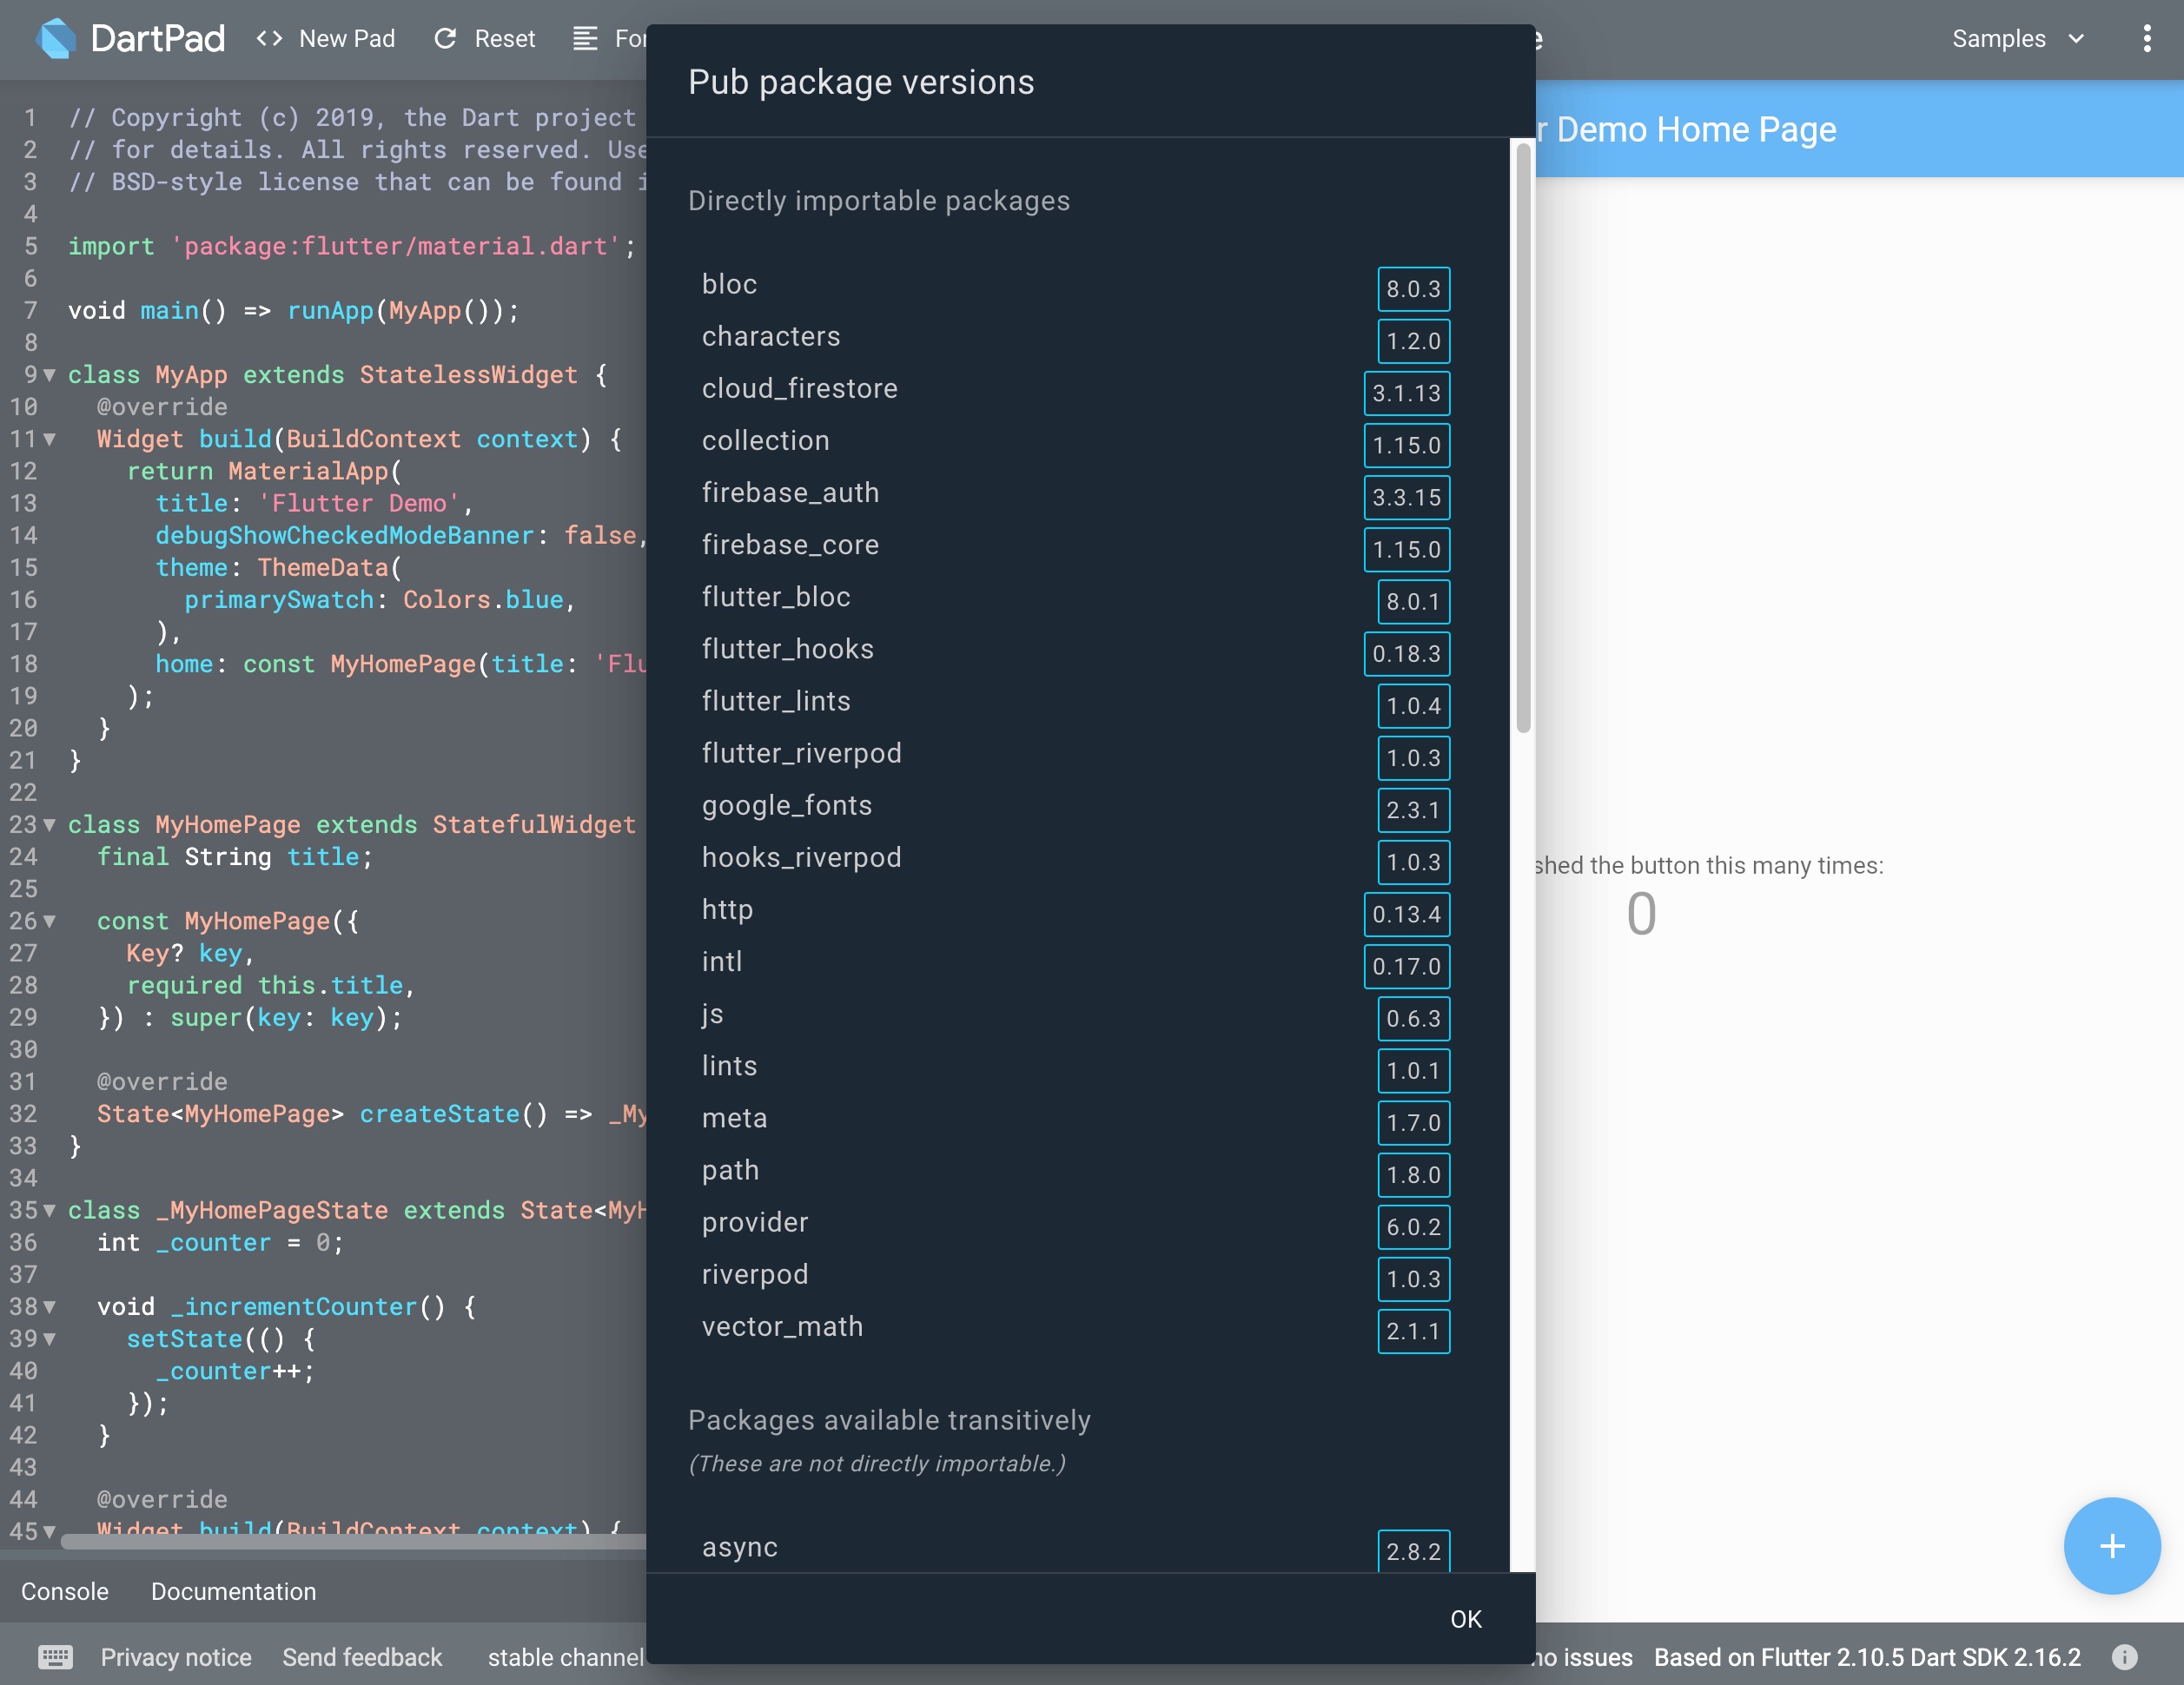 DartPad
New Pad
Reset
Samples
1 // Copyright (c) 2019, the Dart project
2 // for details. All rights reserved. Use
3 // BSD-style license that can be found
4
5 import 'package:flutter/material.dart';
6
7 void main() => runApp(MyApp());
8
9 class MyApp extends StatelessWidget {
10 @override
11 Widget build(BuildContext context) {
12 return MaterialApp(
13 title: 'Flutter Demo',
14 debugShowCheckedModeBanner: false,
15 theme: ThemeData(
16 primarySwatch: Colors.blue,
17 ),
18 home: const MyHomePage(title: 'Flu
19 );
20 }
21 }
22
23 class MyHomePage extends StatefulWidget
24 final String title;
25
26 const MyHomePage({
27 Key? key,
28 required this.title,
29 }) : super(key: key);
30
31 @override
32 State<MyHomePage> createState() => _My
33 }
34
35 class _MyHomePageState extends State<MyH
36 int _counter = 0;
37
38 void _incrementCounter() {
39 setState(() {
40 _counter++;
41 });
42 }
43
44 @override
45 Widget build(BuildContext context) {
Console Documentation
Pub package versions
Directly importable packages
bloc 8.0.3
characters 1.2.0
cloud_firestore 3.1.13
collection 1.15.0
firebase_auth 3.3.15
firebase_core 1.15.0
flutter_bloc 8.0.1
flutter_hooks 0.18.3
flutter_lints 1.0.4
flutter_riverpod 1.0.3
google_fonts 2.3.1
hooks_riverpod 1.0.3
http 0.13.4
intl 0.17.0
js 0.6.3
lints 1.0.1
meta 1.7.0
path 1.8.0
provider 6.0.2
riverpod 1.0.3
vector_math 2.1.1
Packages available transitively
(These are not directly importable.)
async 2.8.2
OK
r Demo Home Page
shed the button this many times:
0
+
Privacy notice Send feedback stable channel
no issues Based on Flutter 2.10.5 Dart SDK 2.16.2